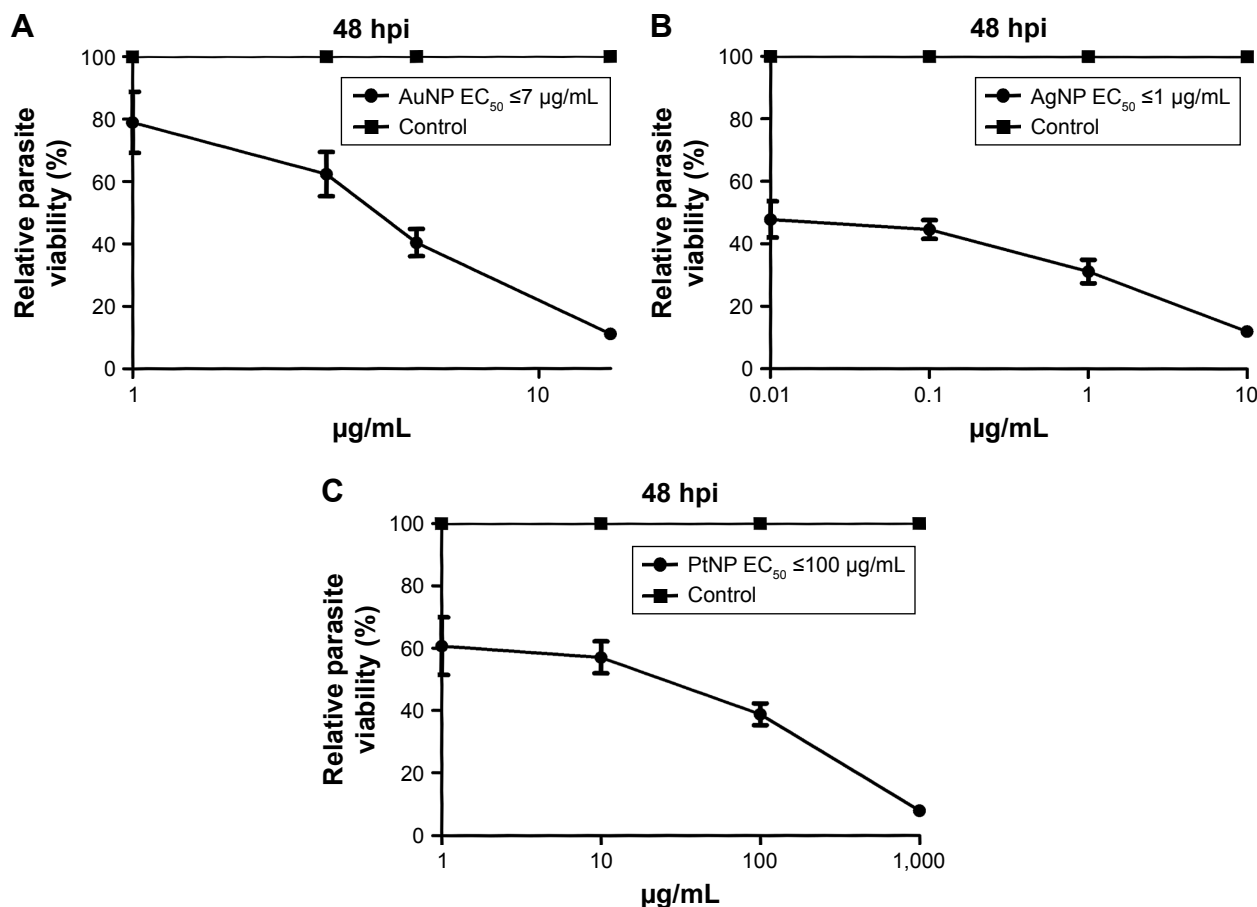 A
48 hpi
100
80
60
40
20
0
Relative parasite
viability (%)
AuNP EC₅₀ ≤7 µg/mL
Control
1
10
µg/mL
B
48 hpi
100
80
60
40
20
0
Relative parasite
viability (%)
AgNP EC₅₀ ≤1 µg/mL
Control
0.01
0.1
1
10
µg/mL
C
48 hpi
100
80
60
40
20
0
Relative parasite
viability (%)
PtNP EC₅₀ ≤100 µg/mL
Control
1
10
100
1,000
µg/mL